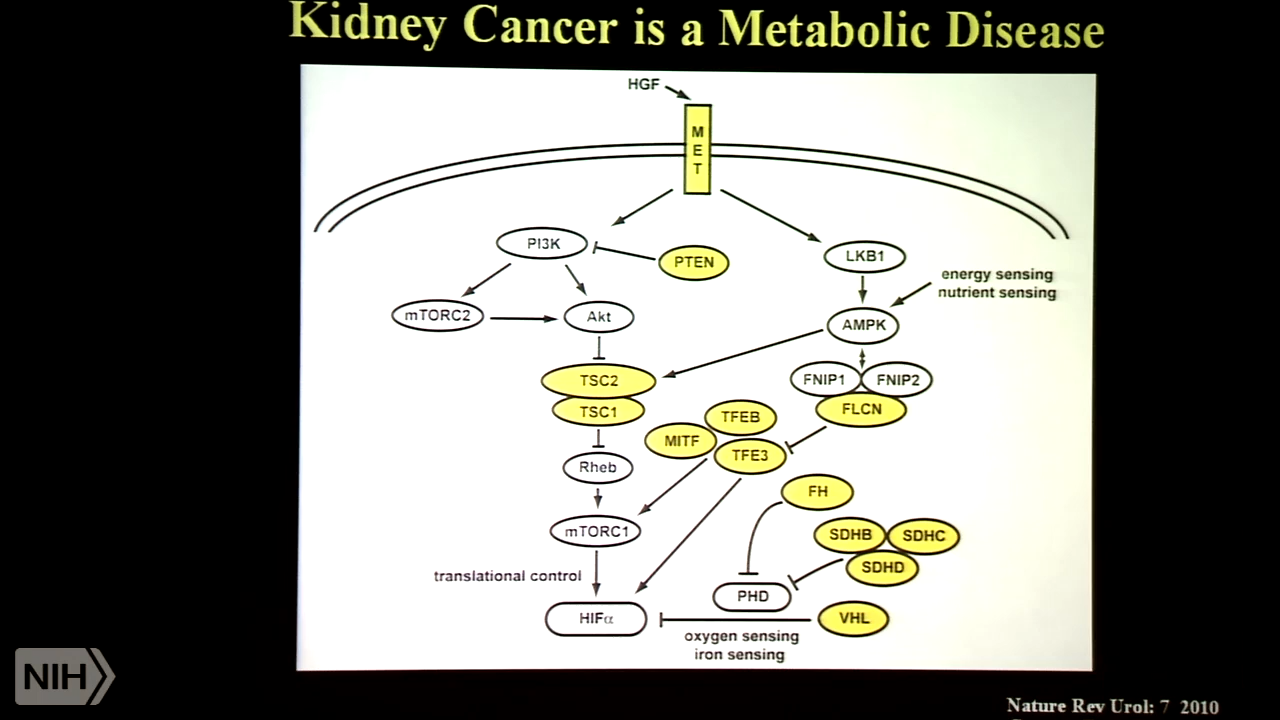 Kidney Cancer is a Metabolic Disease
HGF
MET
PI3K
PTEN
LKB1
energy sensing
nutrient sensing
mTORC2
Akt
AMPK
TSC2
FNIP1
FNIP2
TSC1
FLCN
TFEB
MITF
TFE3
Rheb
FH
mTORC1
SDHB
SDHC
SDHD
translational control
PHD
HIFα
VHL
oxygen sensing
iron sensing
NIH
Nature Rev Urol: 7 2010